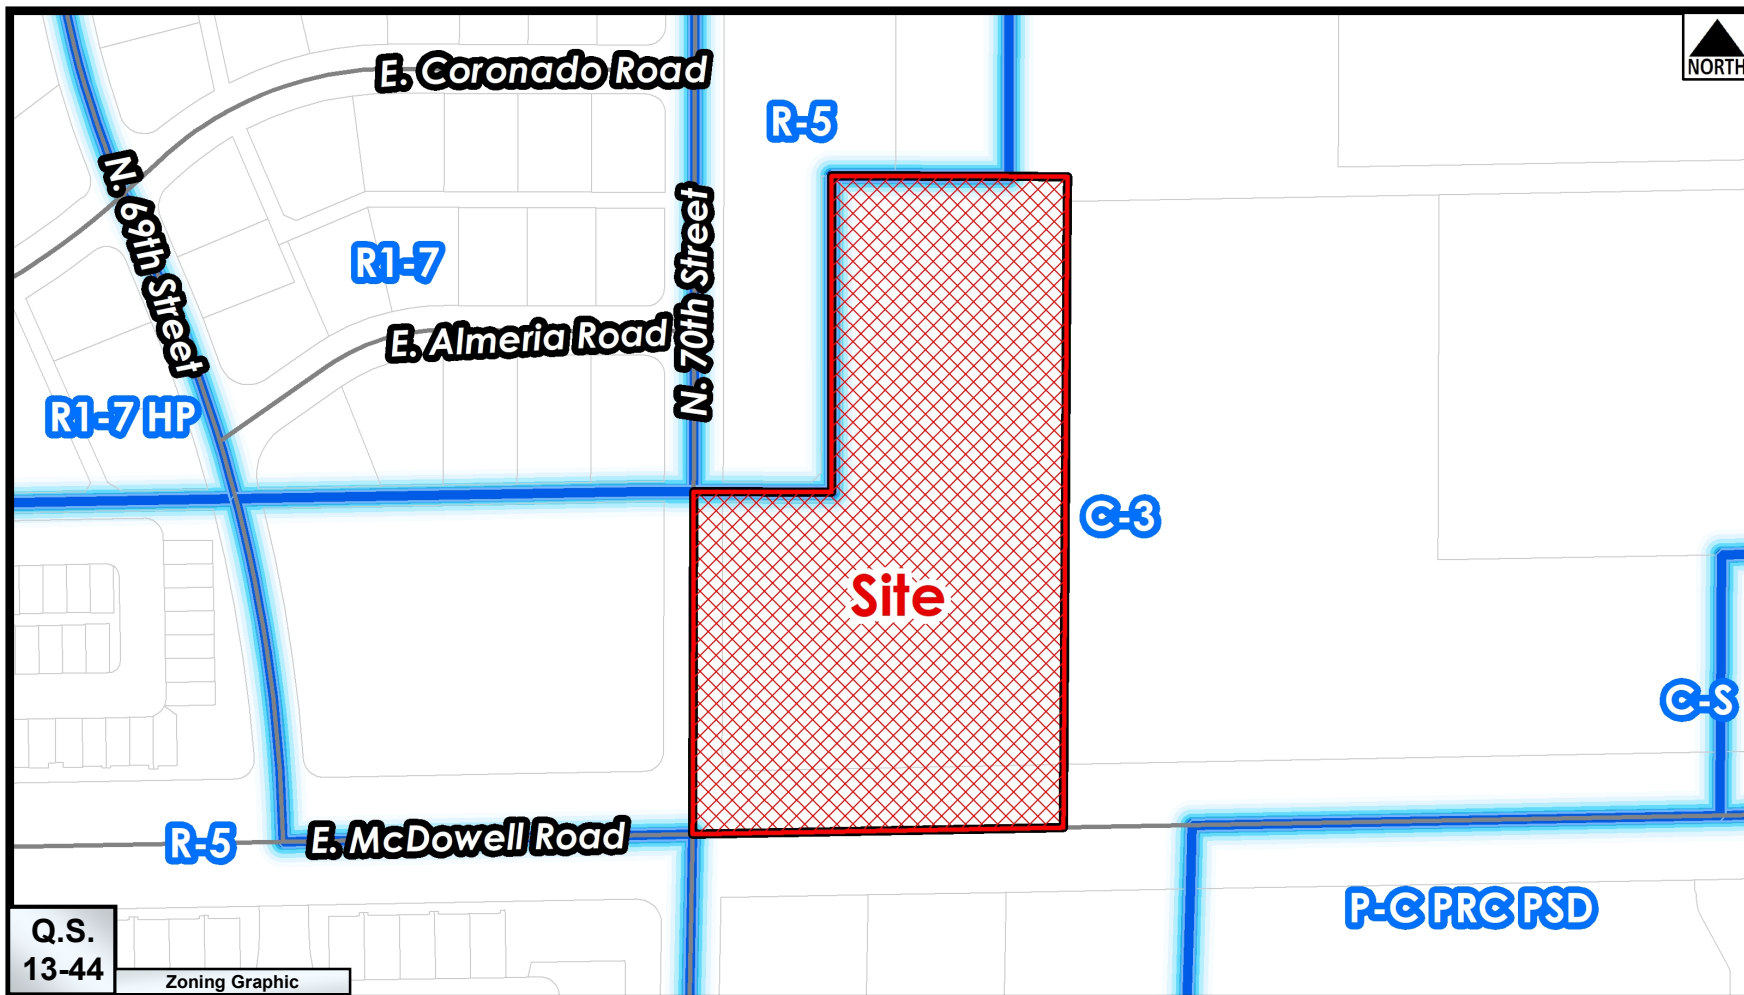 NORTH
E. Coronado Road
R-5
N. 69th Street
N. 70th Street
R1-7
E. Almeria Road
R1-7 HP
C-3
Site
C-S
E. McDowell Road
R-5
P-C PRC PSD
Q.S.
13-44
Zoning Graphic